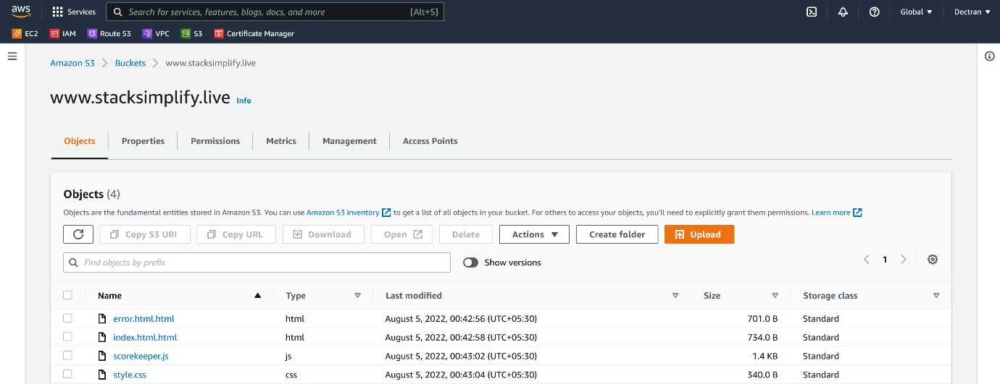 aws Services Search for services, features, blogs, docs, and more [Alt+S] Global Dectran
EC2 IAM Route 53 VPC S3 Certificate Manager
Amazon S3 Buckets www.stacksimplify.live
www.stacksimplify.live Info
Objects Properties Permissions Metrics Management Access Points
Objects (4)
Objects are the fundamental entities stored in Amazon S3. You can use Amazon S3 inventory to get a list of all objects in your bucket. For others to access your objects, you'll need to explicitly grant them permissions. Learn more
Copy S3 URI Copy URL Download Open Delete Actions Create folder Upload
Find objects by prefix Show versions 1
Name Type Last modified Size Storage class
error.html.html html August 5, 2022, 00:42:56 (UTC+05:30) 701.0 B Standard
index.html.html html August 5, 2022, 00:42:58 (UTC+05:30) 734.0 B Standard
scorekeeper.js js August 5, 2022, 00:43:02 (UTC+05:30) 1.4 KB Standard
style.css css August 5, 2022, 00:43:04 (UTC+05:30) 340.0 B Standard